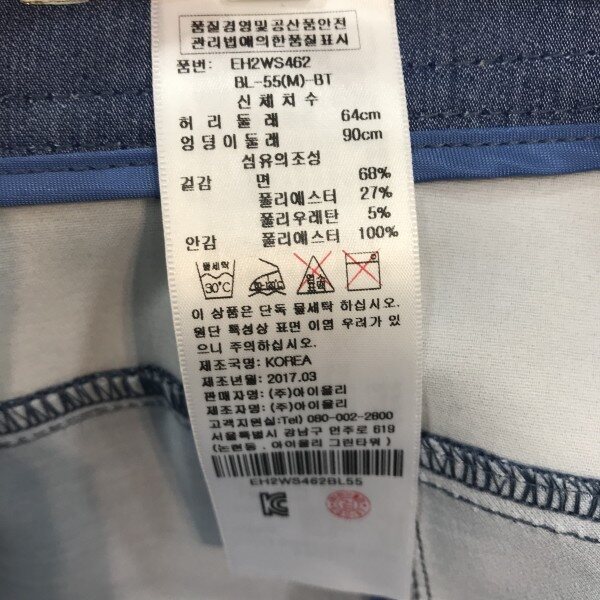 품질경영및공산품안전
관리법에의한품질표시
품번: EH2WS462
BL-55(M)-BT
신체치수
허리둘레 64cm
엉덩이둘레 90cm
섬유의조성
겉감 면 68%
폴리에스터 27%
폴리우레탄 5%
안감 폴리에스터 100%
물세탁
30℃
염소
표백
이 상품은 단독 물세탁 하십시오.
원단 특성상 표면 이염 우려가 있
으니 주의하십시오.
제조국명: KOREA
제조년월: 2017.03
판매자명: (주)아이올리
제조자명: (주)아이올리
고객지원실: Tel) 080-002-2800
서울특별시 강남구 언주로 619
(논현동, 아이올리 그린타워)
EH2WS462BL55